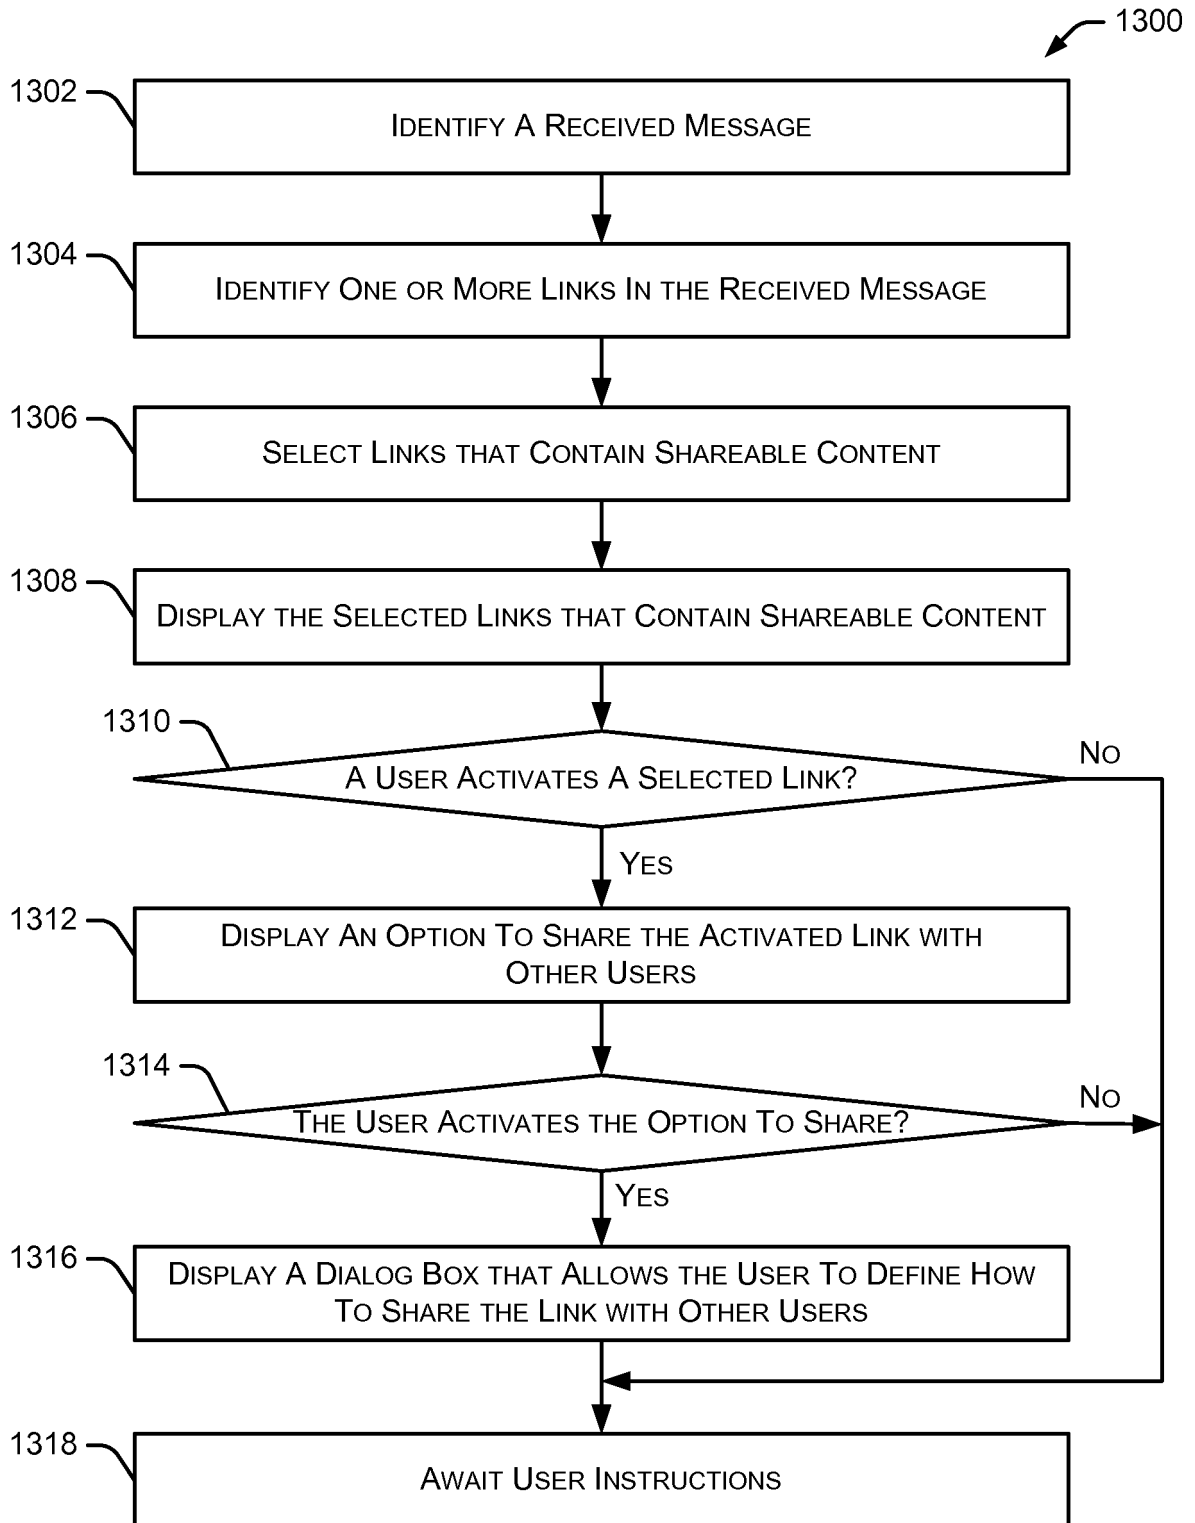 1300
1302
IDENTIFY A RECEIVED MESSAGE
1304
IDENTIFY ONE OR MORE LINKS IN THE RECEIVED MESSAGE
1306
SELECT LINKS THAT CONTAIN SHAREABLE CONTENT
1308
DISPLAY THE SELECTED LINKS THAT CONTAIN SHAREABLE CONTENT
1310
A USER ACTIVATES A SELECTED LINK?
NO
YES
1312
DISPLAY AN OPTION TO SHARE THE ACTIVATED LINK WITH
OTHER USERS
1314
THE USER ACTIVATES THE OPTION TO SHARE?
NO
YES
1316
DISPLAY A DIALOG BOX THAT ALLOWS THE USER TO DEFINE HOW
TO SHARE THE LINK WITH OTHER USERS
1318
AWAIT USER INSTRUCTIONS